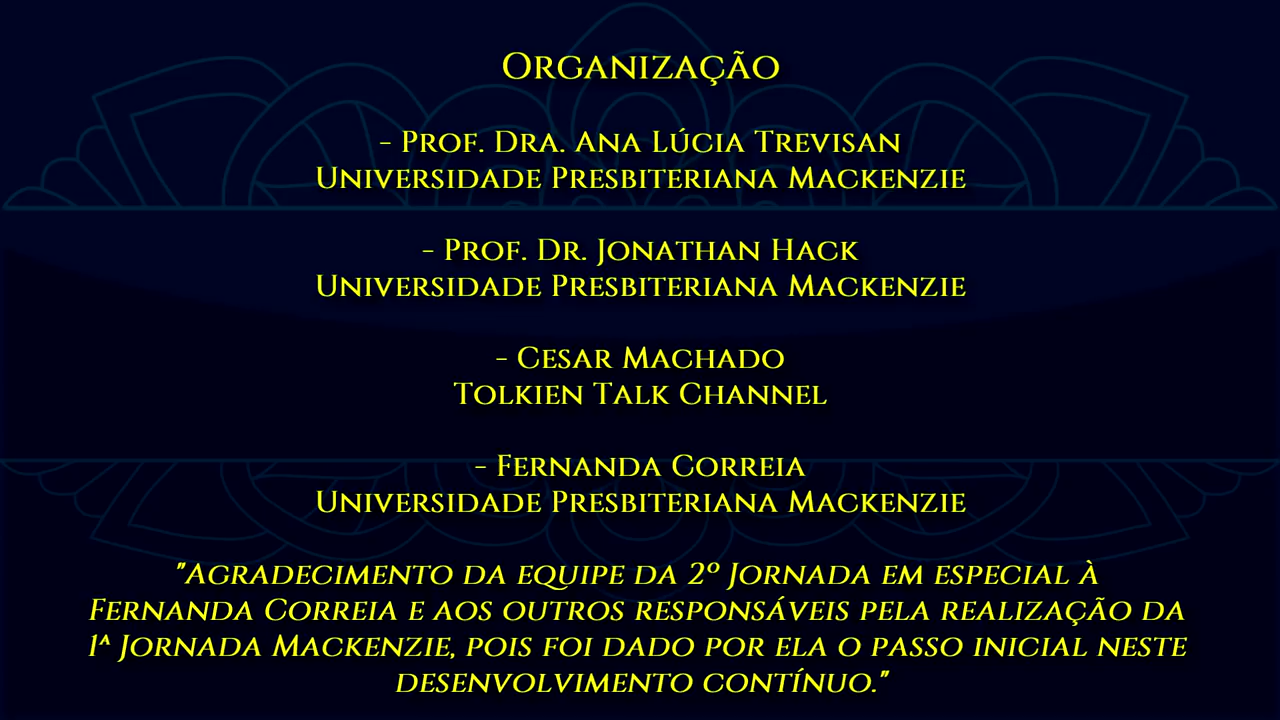 Organização
- Prof. Dra. Ana Lúcia Trevisan
Universidade Presbiteriana Mackenzie
- Prof. Dr. Jonathan Hack
Universidade Presbiteriana Mackenzie
- Cesar Machado
Tolkien Talk Channel
- Fernanda Correia
Universidade Presbiteriana Mackenzie
"Agradecimento da equipe da 2º Jornada em especial à
Fernanda Correia e aos outros responsáveis pela realização da
1ª Jornada Mackenzie, pois foi dado por ela o passo inicial neste
desenvolvimento contínuo."